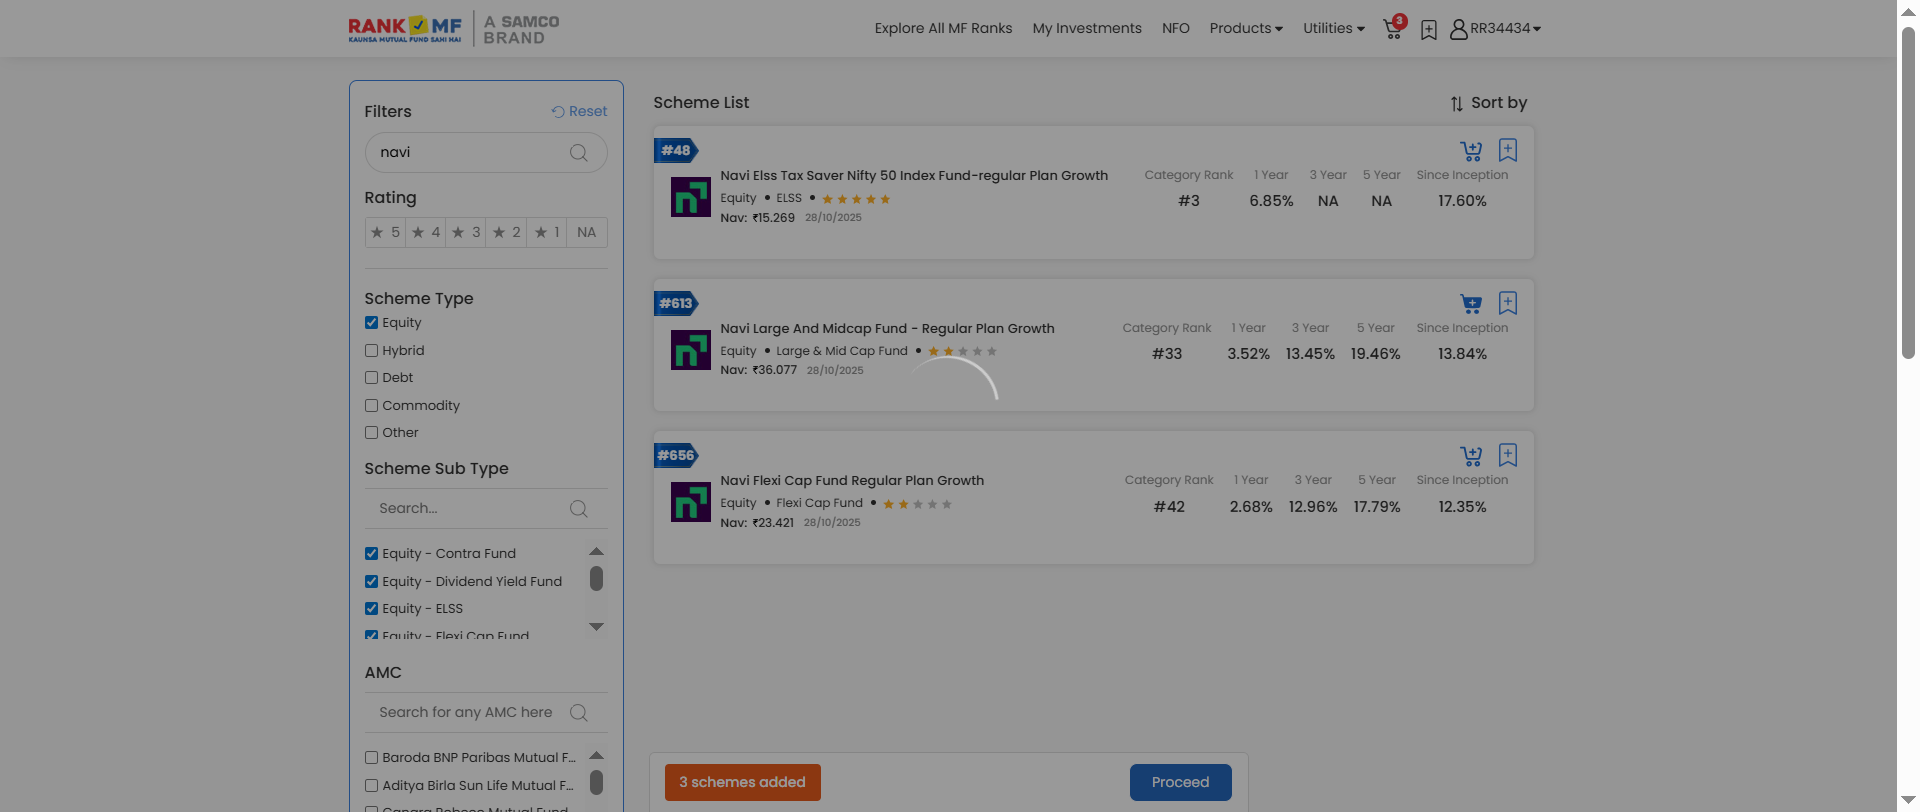 RANK MF
KAUNSA MUTUAL FUND SAHI HAI
A SAMCO
BRAND
Explore All MF Ranks
My Investments
NFO
Products
Utilities
3
RR34434
Filters
Reset
navi
Rating
★ 5 ★ 4 ★ 3 ★ 2 ★ 1 NA
Scheme Type
Equity
Hybrid
Debt
Commodity
Other
Scheme Sub Type
Search...
Equity - Contra Fund
Equity - Dividend Yield Fund
Equity - ELSS
Equity - Flexi Cap Fund
AMC
Search for any AMC here
Baroda BNP Paribas Mutual F...
Aditya Birla Sun Life Mutual F...
Canara Robeco Mutual Fund
Scheme List
Sort by
#48
Navi Elss Tax Saver Nifty 50 Index Fund-regular Plan Growth
Equity • ELSS •
Nav: ₹15.269 28/10/2025
Category Rank 1 Year 3 Year 5 Year Since Inception
#3 6.85% NA NA 17.60%
#613
Navi Large And Midcap Fund - Regular Plan Growth
Equity • Large & Mid Cap Fund •
Nav: ₹36.077 28/10/2025
Category Rank 1 Year 3 Year 5 Year Since Inception
#33 3.52% 13.45% 19.46% 13.84%
#656
Navi Flexi Cap Fund Regular Plan Growth
Equity • Flexi Cap Fund •
Nav: ₹23.421 28/10/2025
Category Rank 1 Year 3 Year 5 Year Since Inception
#42 2.68% 12.96% 17.79% 12.35%
3 schemes added
Proceed